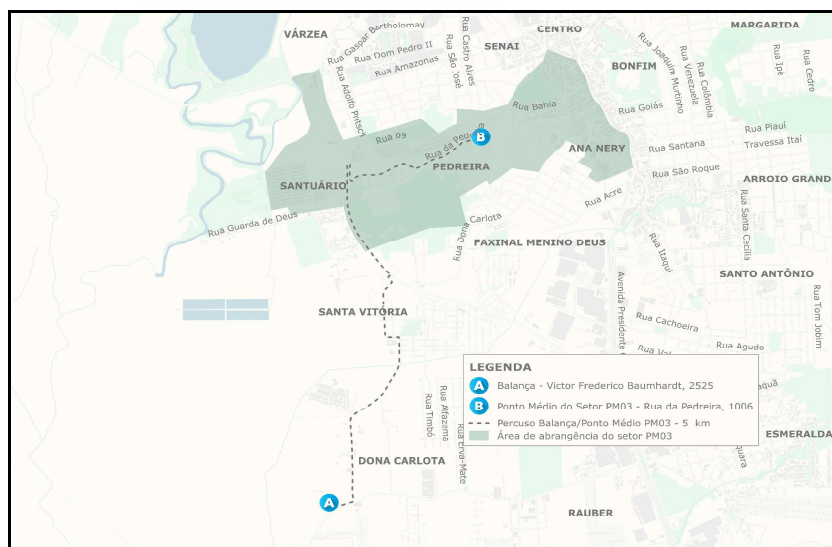 VÁRZEA
Rua Gaspar Bartholomay
Rua Dom Pedro II
Rua Amazonas
Rua Adolfo Pritsch
Rua São José
Rua Castro Alves
SENAI
CENTRO
BONFIM
MARGARIDA
Rua Joaquim Murtinho
Rua Venezuela
Rua Colômbia
Rua Ipê
Rua Cedro
Rua Bahia
Rua Goiás
Rua 09
Rua da Pedreira
B
PEDREIRA
ANA NERY
Rua Piauí
Travessa Itaí
Rua Santana
Rua São Roque
ARROIO GRAND
SANTUÁRIO
Rua Acre
Rua Santa Cecília
Rua Guarda de Deus
Carlota
Rua Dona
FAXINAL MENINO DEUS
Rua Itaqui
SANTO ANTÔNIO
Rua Tom Jobim
Avenida Presidente
SANTA VITÓRIA
Rua Cachoeira
Rua Agudo
LEGENDA
A Balança - Victor Frederico Baumhardt, 2525
B Ponto Médio do Setor PM03 - Rua da Pedreira, 1006
Percuso Balança/Ponto Médio PM03 - 5 km
Área de abrangência do setor PM03
Rua Timbó
Rua Alfazema
Rua Erva-Mate
ESMERALDA
DONA CARLOTA
A
RAUBER